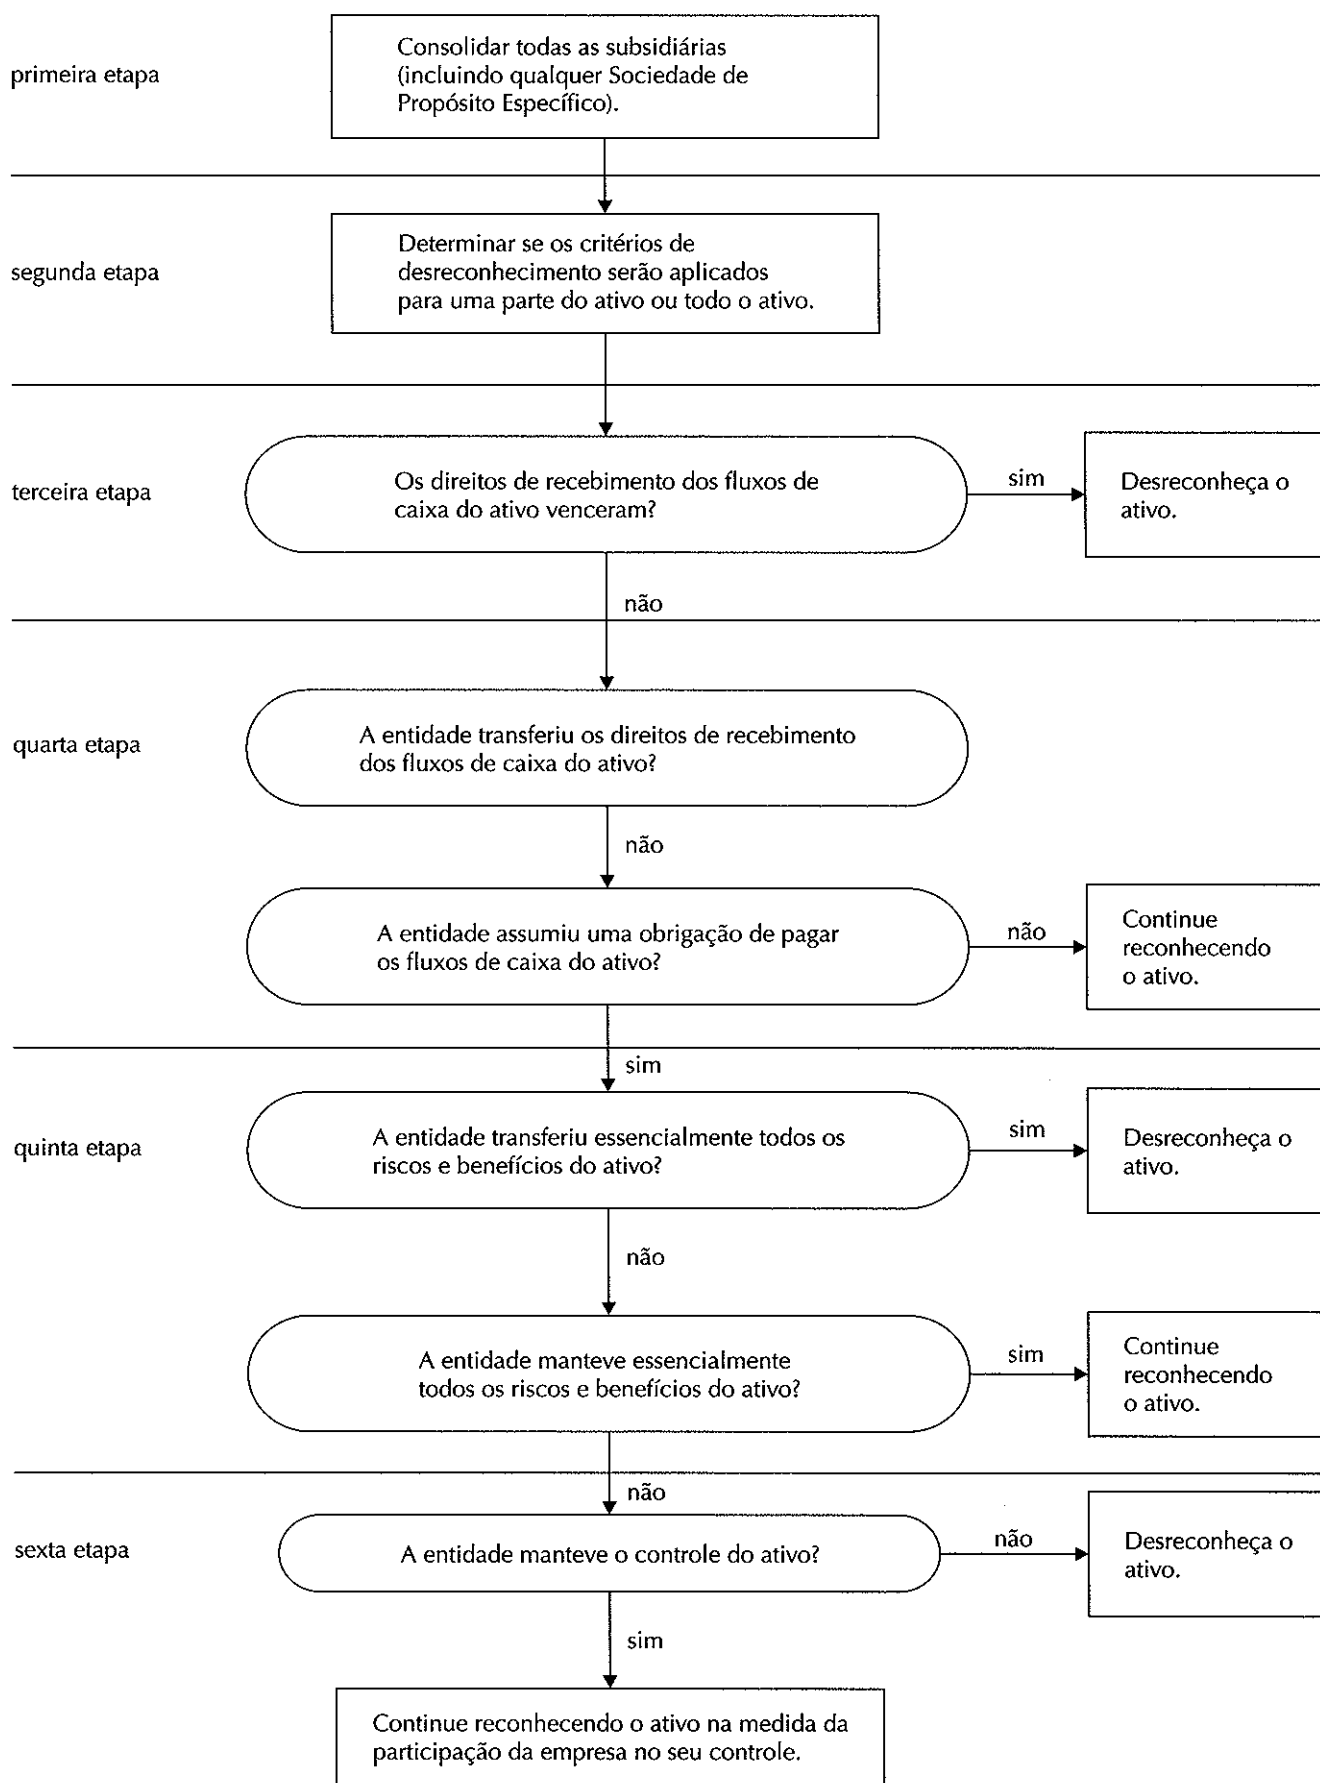 primeira etapa
Consolidar todas as subsidiárias
(incluindo qualquer Sociedade de
Propósito Específico).
segunda etapa
Determinar se os critérios de
desreconhecimento serão aplicados
para uma parte do ativo ou todo o ativo.
terceira etapa
Os direitos de recebimento dos fluxos de
caixa do ativo venceram?
sim
Desreconheça o
ativo.
não
quarta etapa
A entidade transferiu os direitos de recebimento
dos fluxos de caixa do ativo?
não
A entidade assumiu uma obrigação de pagar
os fluxos de caixa do ativo?
não
Continue
reconhecendo
o ativo.
sim
quinta etapa
A entidade transferiu essencialmente todos os
riscos e benefícios do ativo?
sim
Desreconheça o
ativo.
não
A entidade manteve essencialmente
todos os riscos e benefícios do ativo?
sim
Continue
reconhecendo
o ativo.
não
sexta etapa
A entidade manteve o controle do ativo?
não
Desreconheça o
ativo.
sim
Continue reconhecendo o ativo na medida da
participação da empresa no seu controle.